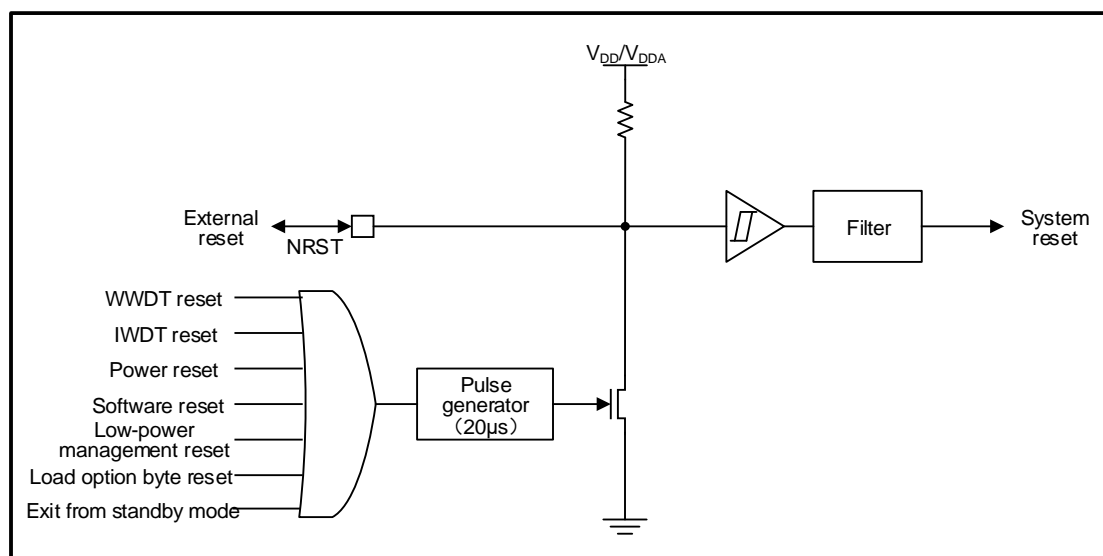 VDD/VDDA
External
reset
NRST
Filter
System
reset
WWDT reset
IWDT reset
Power reset
Software reset
Low-power
management reset
Load option byte reset
Exit from standby mode
Pulse
generator
（20μs）